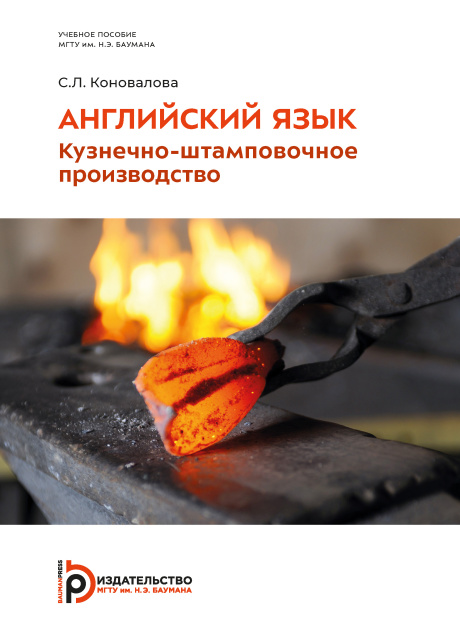 УЧЕБНОЕ ПОСОБИЕ
МГТУ им. Н.Э. БАУМАНА
С.Л. Коновалова
АНГЛИЙСКИЙ ЯЗЫК
Кузнечно-штамповочное
производство
BAUMANPRESS
ИЗДАТЕЛЬСТВО
МГТУ им. Н. Э. БАУМАНА